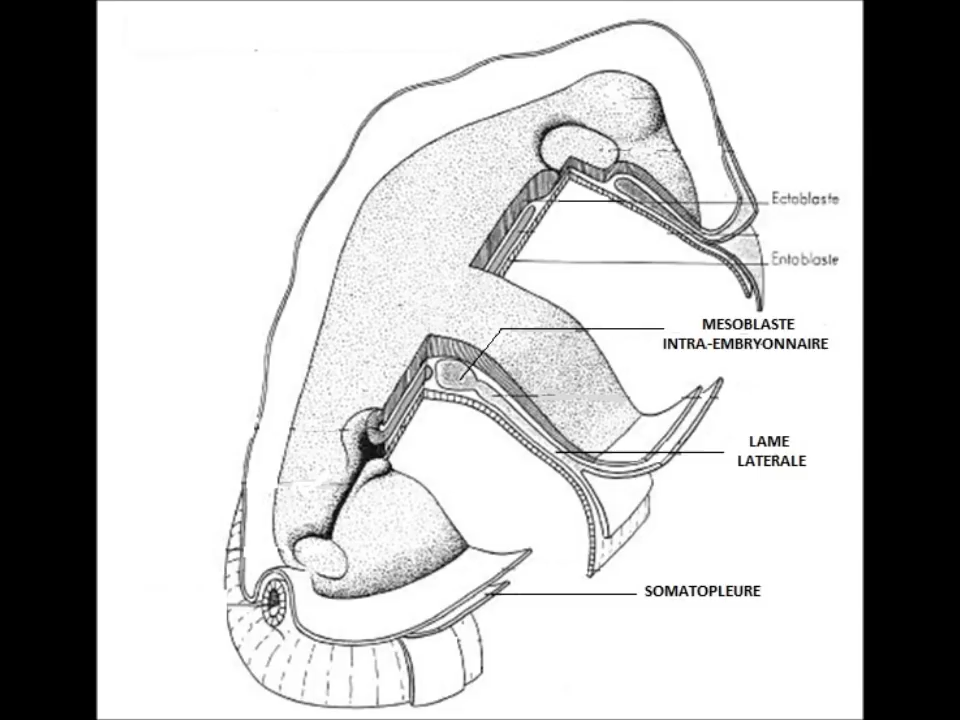 Ectoblaste
Entoblaste
MESOBLASTE
INTRA-EMBRYONNAIRE
LAME
LATERALE
SOMATOPLEURE